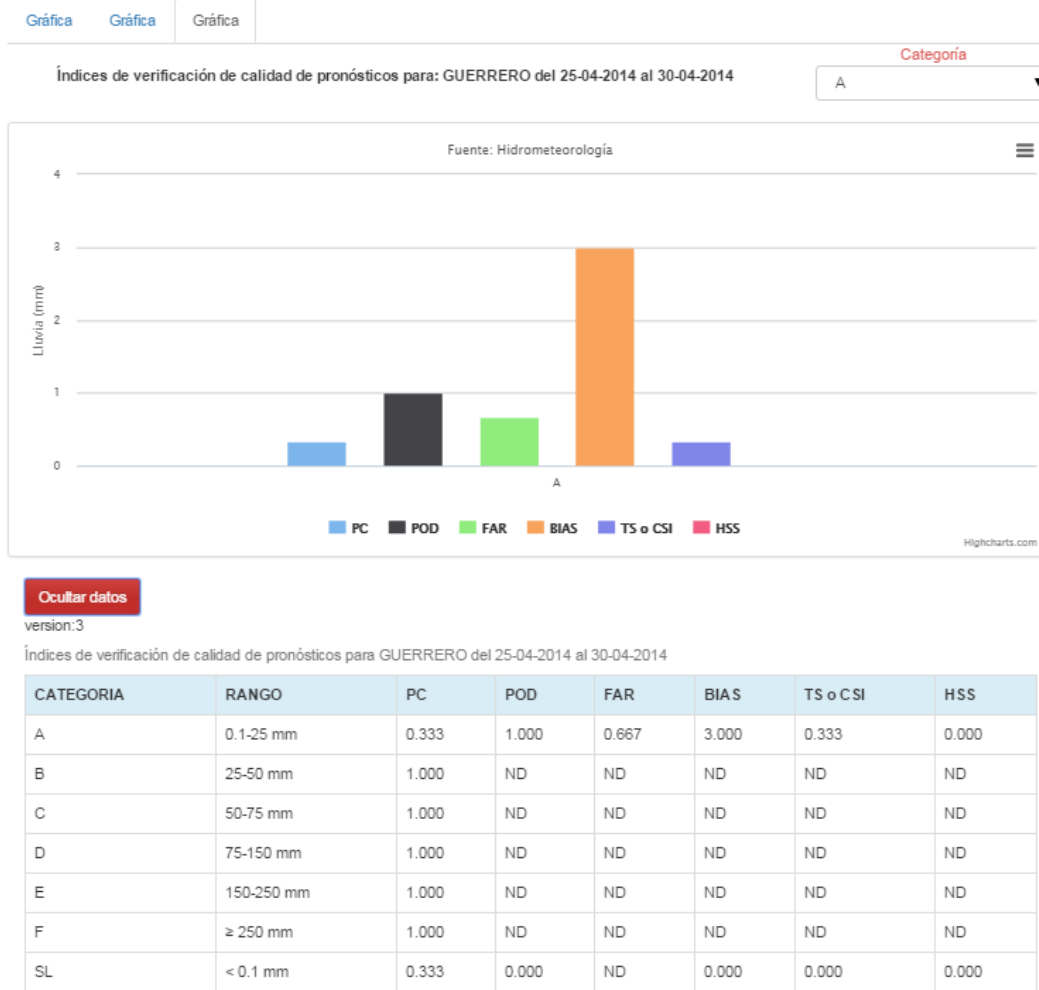 Gráfica Gráfica Gráfica
Categoría
Índices de verificación de calidad de pronósticos para: GUERRERO del 25-04-2014 al 30-04-2014
A
Fuente: Hidrometeorología
4
3
2
1
0
Lluvia (mm)
A
PC POD FAR BIAS TS o CSI HSS
Highcharts.com
Ocultar datos
version:3
Índices de verificación de calidad de pronósticos para GUERRERO del 25-04-2014 al 30-04-2014
CATEGORIA RANGO PC POD FAR BIAS TS o CSI HSS
A 0.1-25 mm 0.333 1.000 0.667 3.000 0.333 0.000
B 25-50 mm 1.000 ND ND ND ND ND
C 50-75 mm 1.000 ND ND ND ND ND
D 75-150 mm 1.000 ND ND ND ND ND
E 150-250 mm 1.000 ND ND ND ND ND
F ≥ 250 mm 1.000 ND ND ND ND ND
SL < 0.1 mm 0.333 0.000 ND 0.000 0.000 0.000